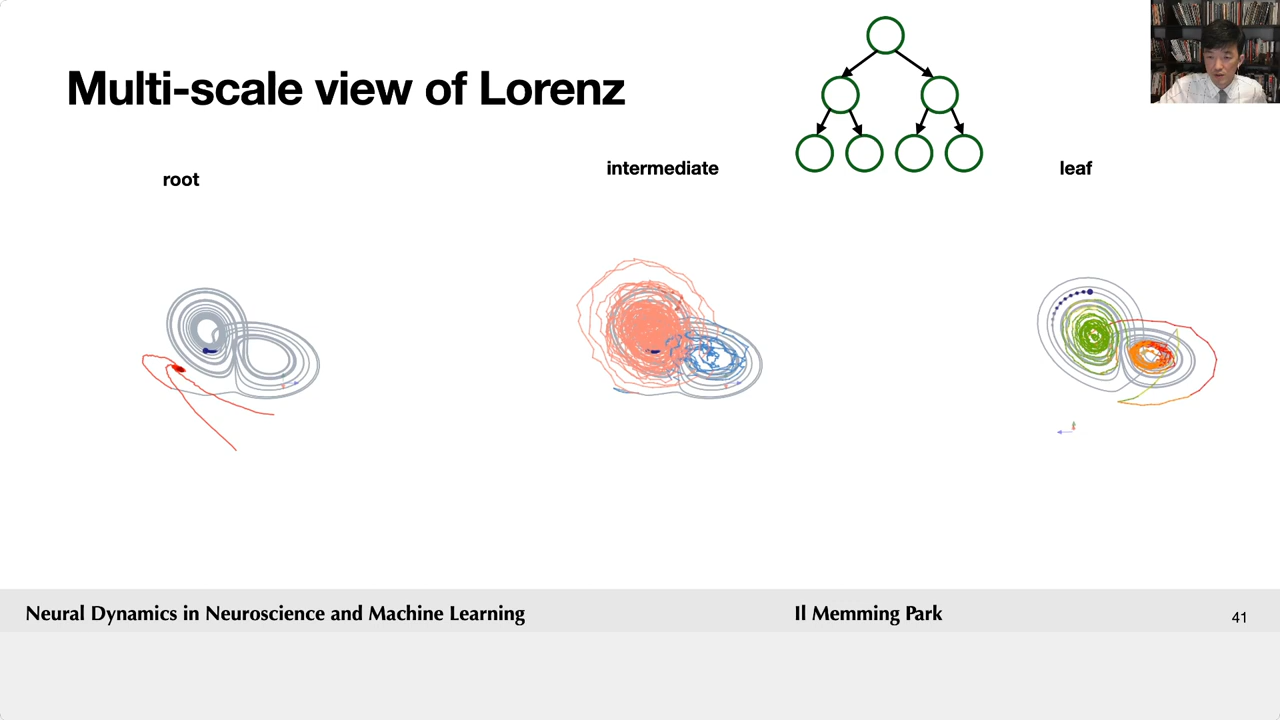 Multi-scale view of Lorenz
root
intermediate
leaf
Neural Dynamics in Neuroscience and Machine Learning
Il Memming Park
41